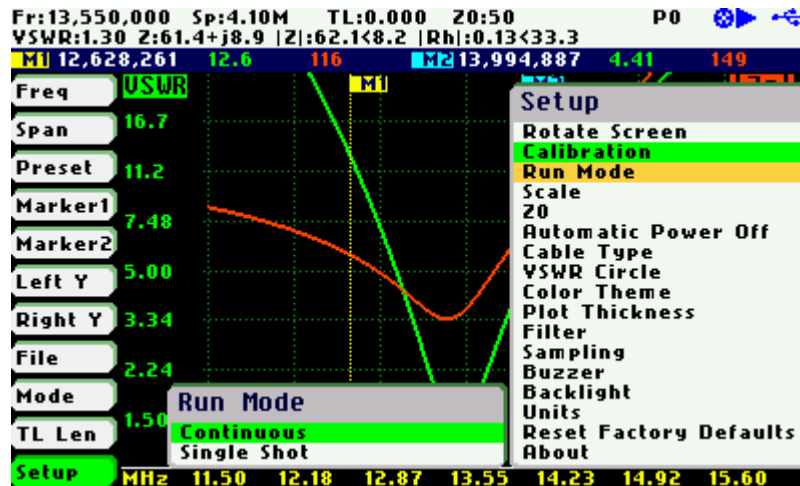 Fr:13,550,000 Sp:4.10M TL:0.000 Z0:50 P0
VSWR:1.30 Z:61.4+j8.9 |Z|:62.1<8.2 |Rh|:0.13<33.3
M1 12,628,261 12.6 116 M2 13,994,887 4.41 149
Freq
Span
Preset
Marker1
Marker2
Left Y
Right Y
File
Mode
TL Len
Setup
VSWR
M1
16.7
11.2
7.48
5.00
3.34
2.24
1.50
Setup
Rotate Screen
Calibration
Run Mode
Scale
Z0
Automatic Power Off
Cable Type
VSWR Circle
Color Theme
Plot Thickness
Filter
Sampling
Buzzer
Backlight
Units
Reset Factory Defaults
About
Run Mode
Continuous
Single Shot
MHz 11.50 12.18 12.87 13.55 14.23 14.92 15.60